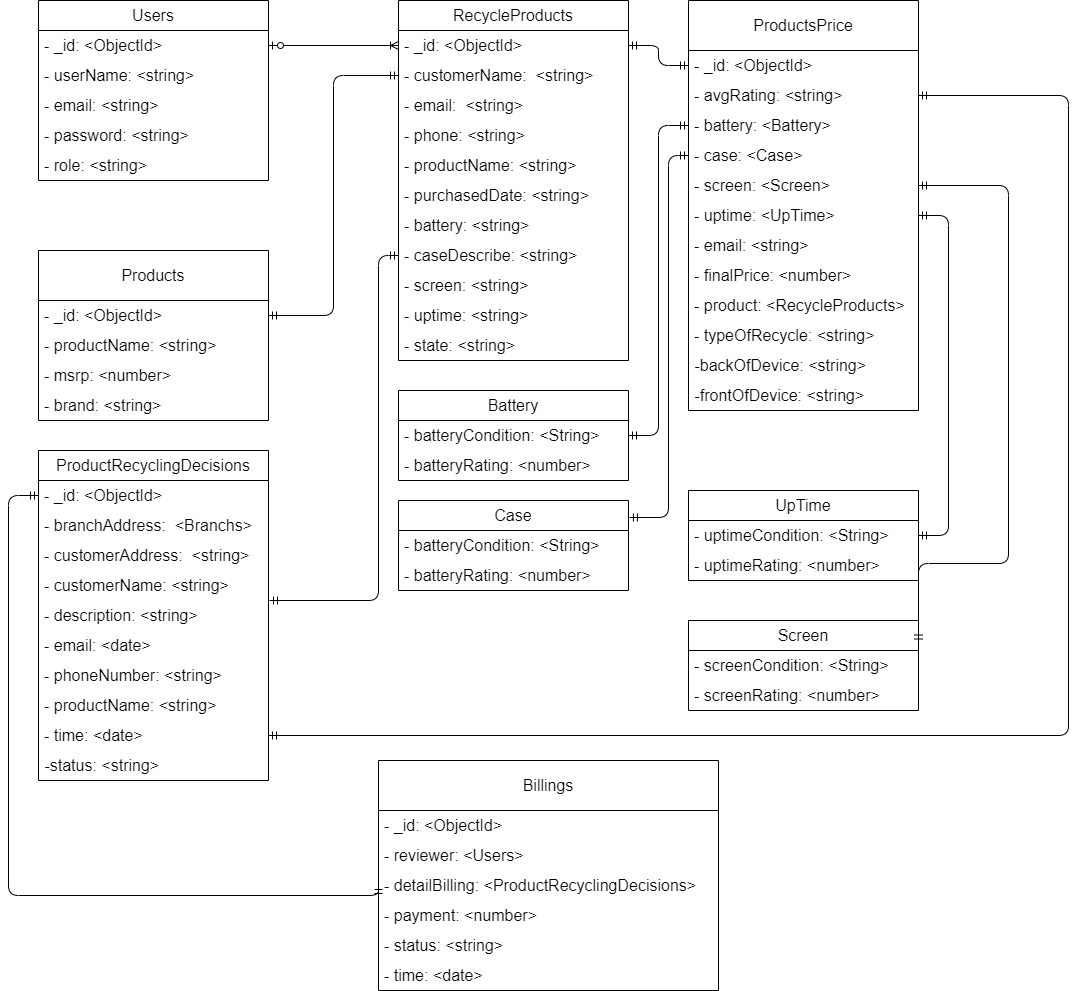 Users
- _id: <ObjectId>
- userName: <string>
- email: <string>
- password: <string>
- role: <string>
RecycleProducts
- _id: <ObjectId>
- customerName:  <string>
- email:  <string>
- phone: <string>
- productName: <string>
- purchasedDate: <string>
- battery: <string>
- caseDescribe: <string>
- screen: <string>
- uptime: <string>
- state: <string>
ProductsPrice
- _id: <ObjectId>
- avgRating: <string>
- battery: <Battery>
- case: <Case>
- screen: <Screen>
- uptime: <UpTime>
- email: <string>
- finalPrice: <number>
- product: <RecycleProducts>
- typeOfRecycle: <string>
-backOfDevice: <string>
-frontOfDevice: <string>
Products
- _id: <ObjectId>
- productName: <string>
- msrp: <number>
- brand: <string>
Battery
- batteryCondition: <String>
- batteryRating: <number>
ProductRecyclingDecisions
- _id: <ObjectId>
- branchAddress:  <Branchs>
- customerAddress:  <string>
- customerName: <string>
- description: <string>
- email: <date>
- phoneNumber: <string>
- productName: <string>
- time: <date>
-status: <string>
Case
- batteryCondition: <String>
- batteryRating: <number>
UpTime
- uptimeCondition: <String>
- uptimeRating: <number>
Screen
- screenCondition: <String>
- screenRating: <number>
Billings
- _id: <ObjectId>
- reviewer: <Users>
- detailBilling: <ProductRecyclingDecisions>
- payment: <number>
- status: <string>
- time: <date>